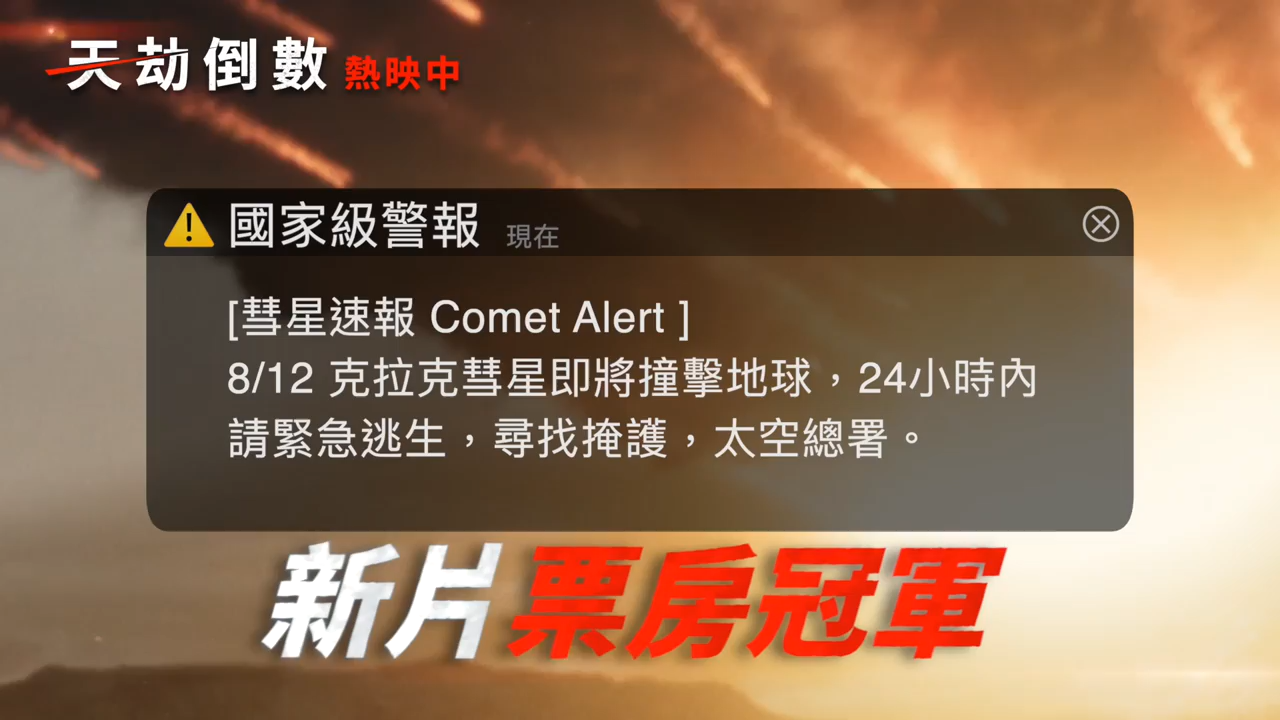 天劫倒數 熱映中
國家級警報 現在
[彗星速報 Comet Alert ]
8/12 克拉克彗星即將撞擊地球，24小時內
請緊急逃生，尋找掩護，太空總署。
新片票房冠軍